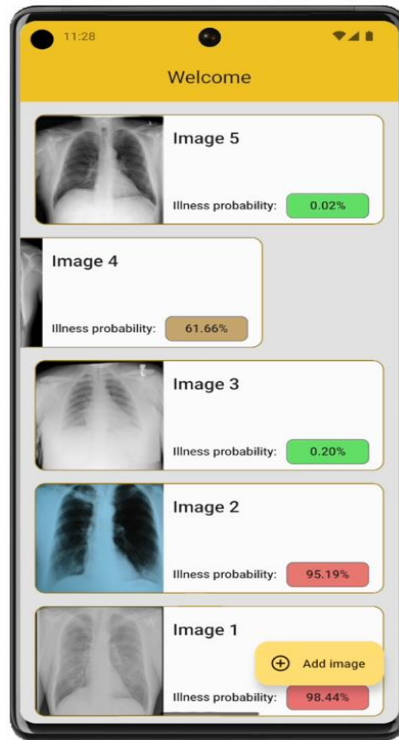 11:28
Welcome
Image 5
Illness probability: 0.02%
Image 4
Illness probability: 61.66%
Image 3
Illness probability: 0.20%
Image 2
Illness probability: 95.19%
Image 1
Add image
Illness probability: 98.44%